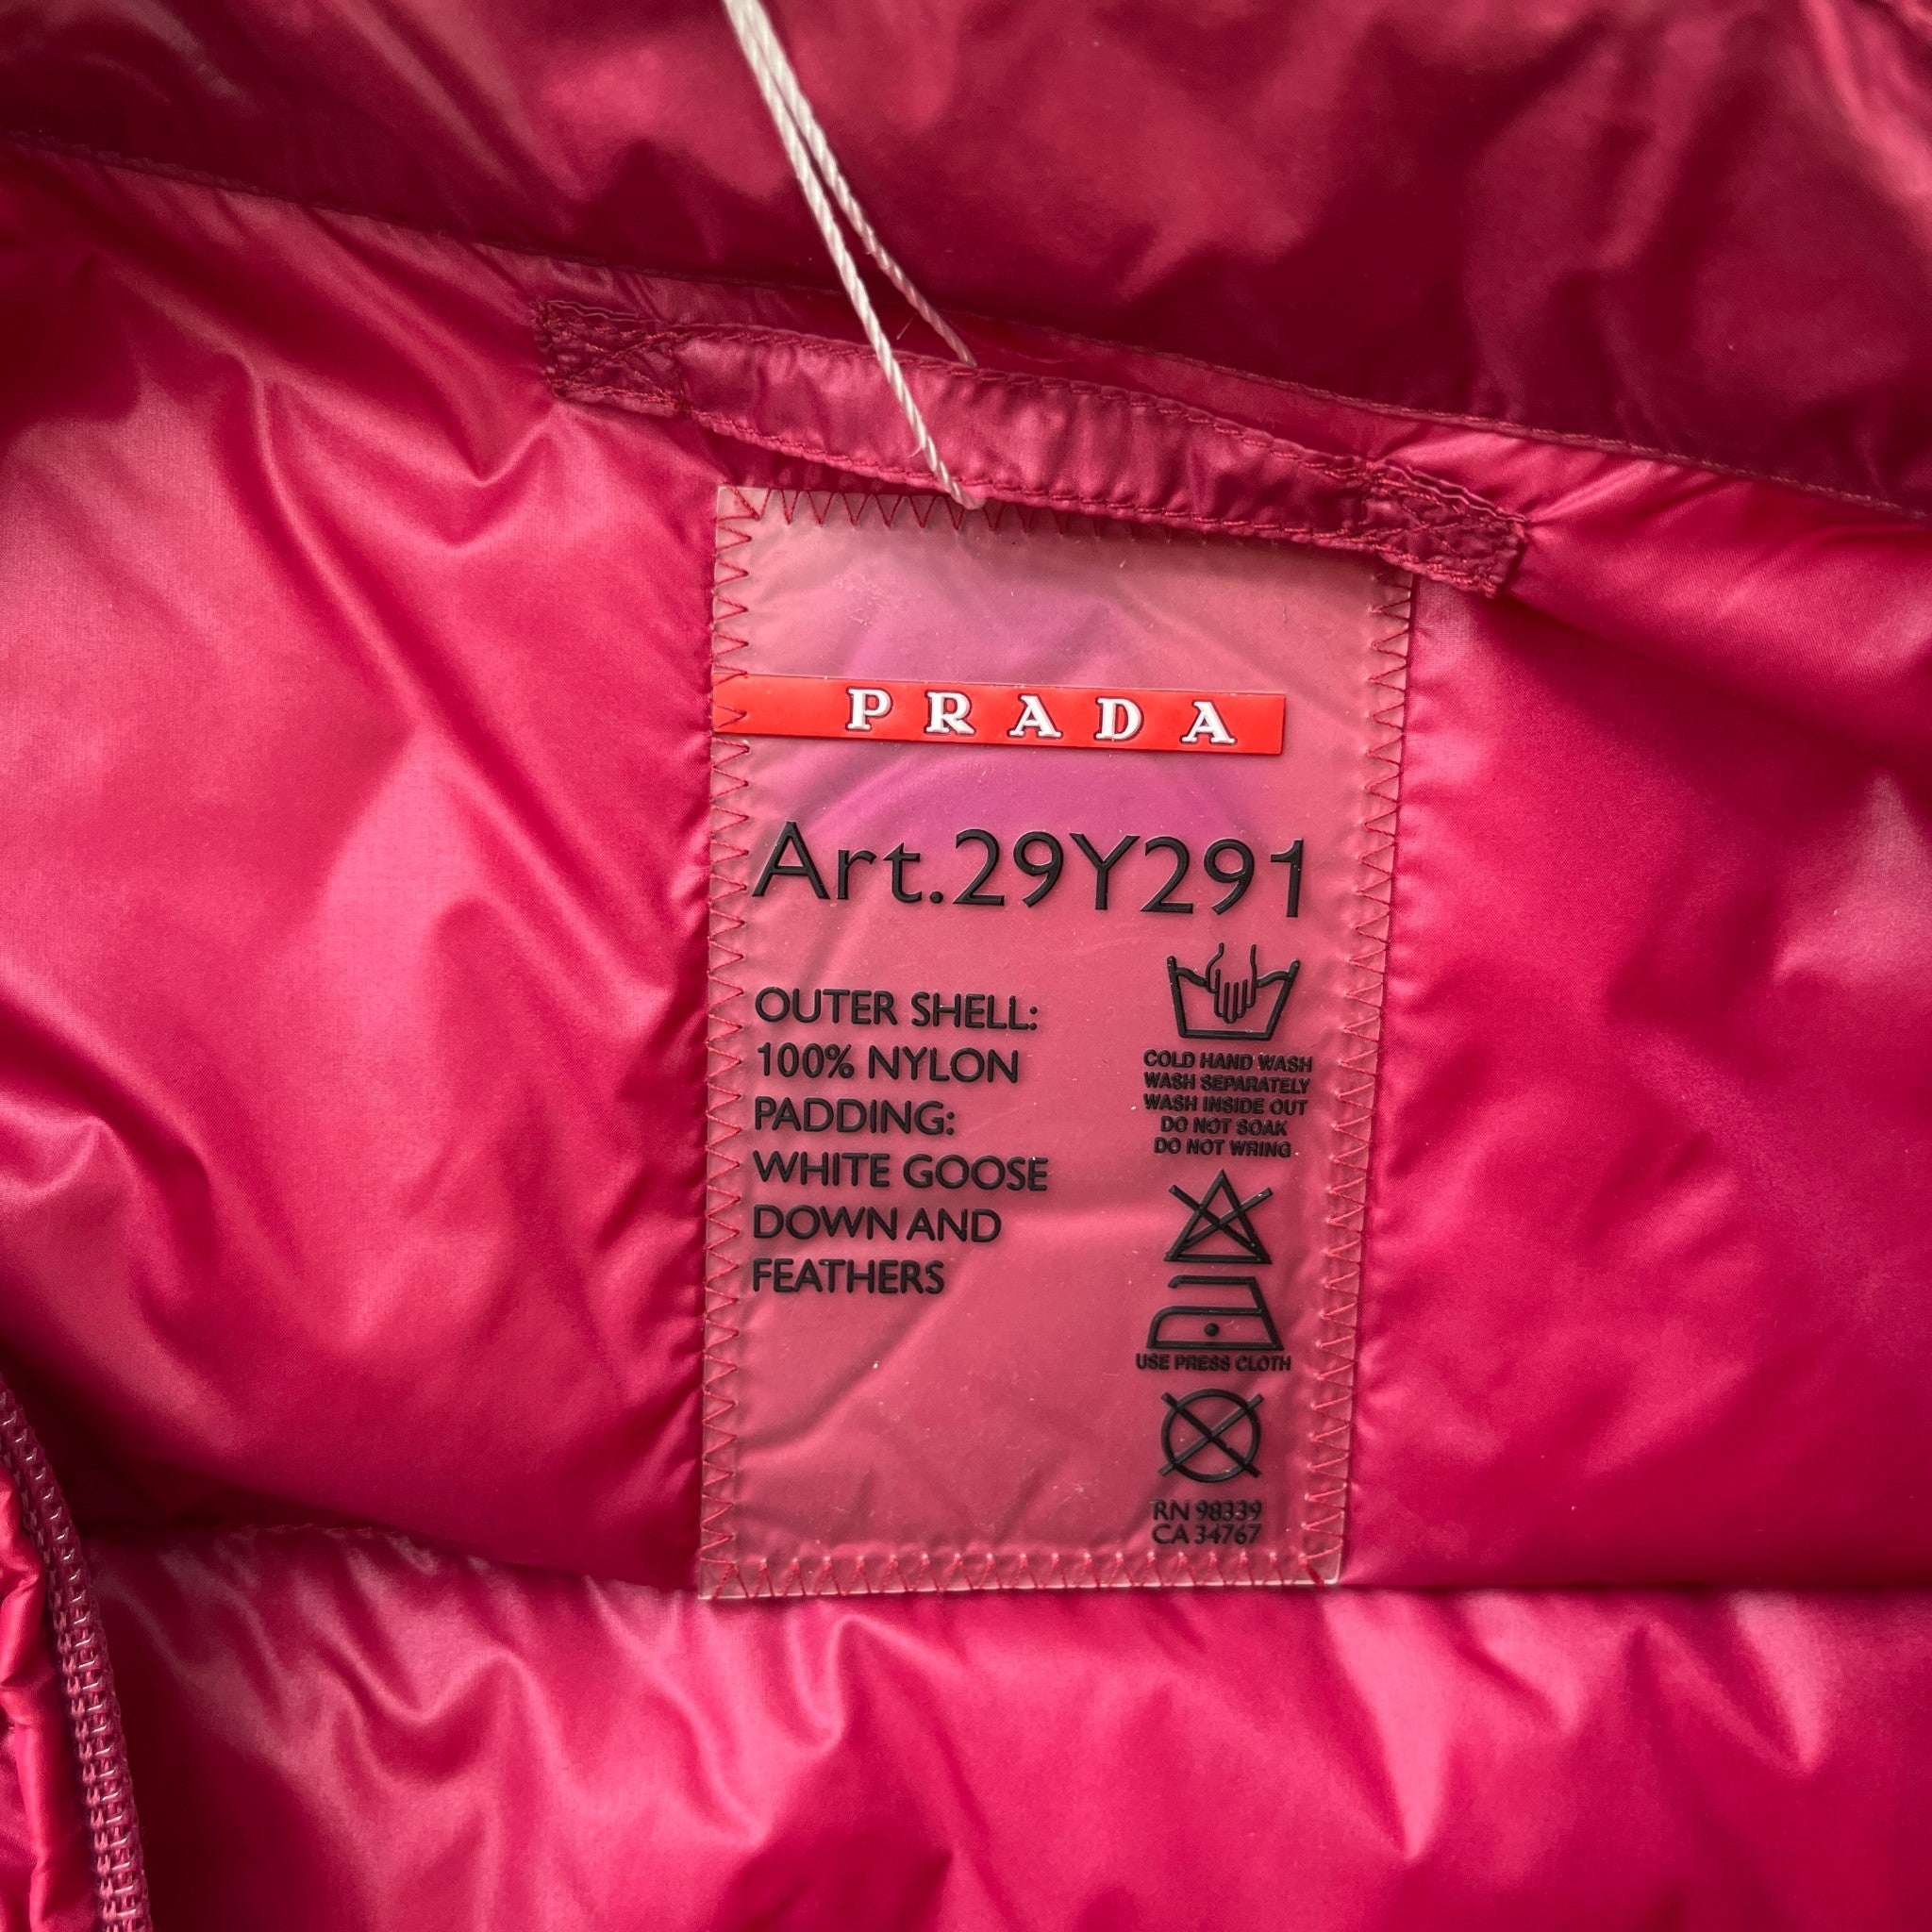 PRADA
Art.29Y291
OUTER SHELL:
100% NYLON
PADDING:
WHITE GOOSE
DOWN AND
FEATHERS
COLD HAND WASH
WASH SEPARATELY
WASH INSIDE OUT
DO NOT SOAK
DO NOT WRING
USE PRESS CLOTH
RN 98339
CA 34767